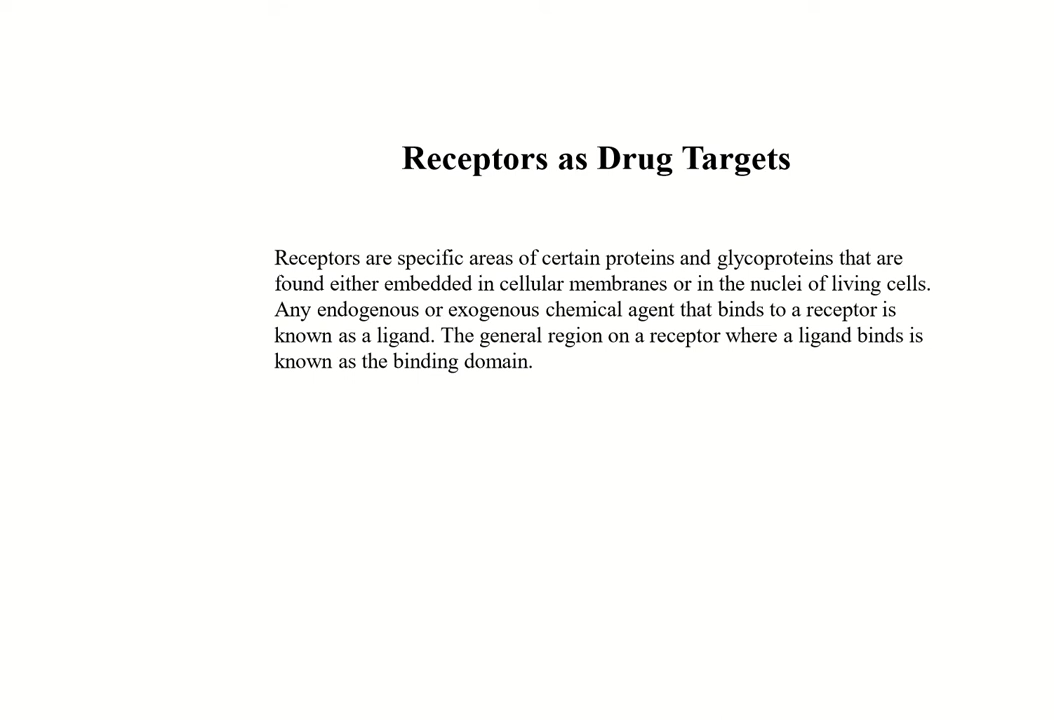 Receptors as Drug Targets
Receptors are specific areas of certain proteins and glycoproteins that are
found either embedded in cellular membranes or in the nuclei of living cells.
Any endogenous or exogenous chemical agent that binds to a receptor is
known as a ligand. The general region on a receptor where a ligand binds is
known as the binding domain.